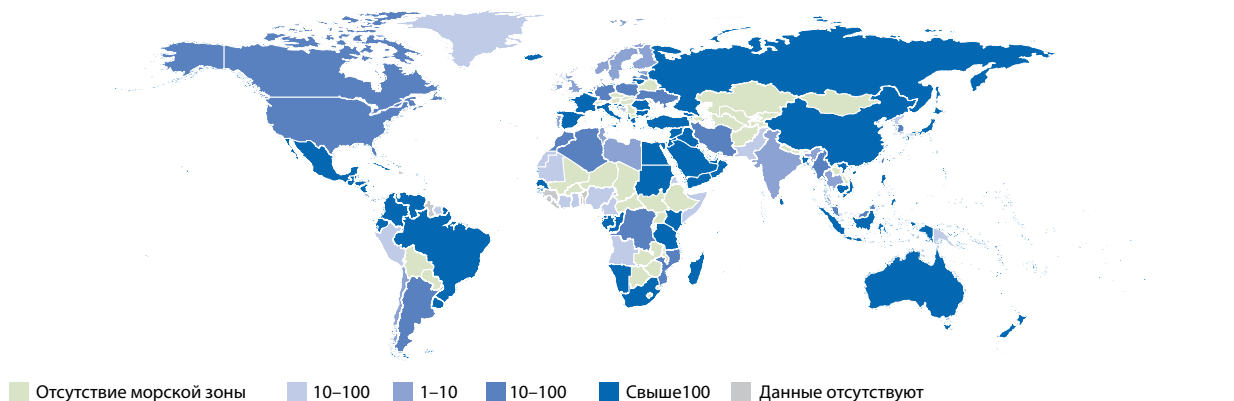 Отсутствие морской зоны 10–100 1–10 10–100 Свыше100 Данные отсутствуют